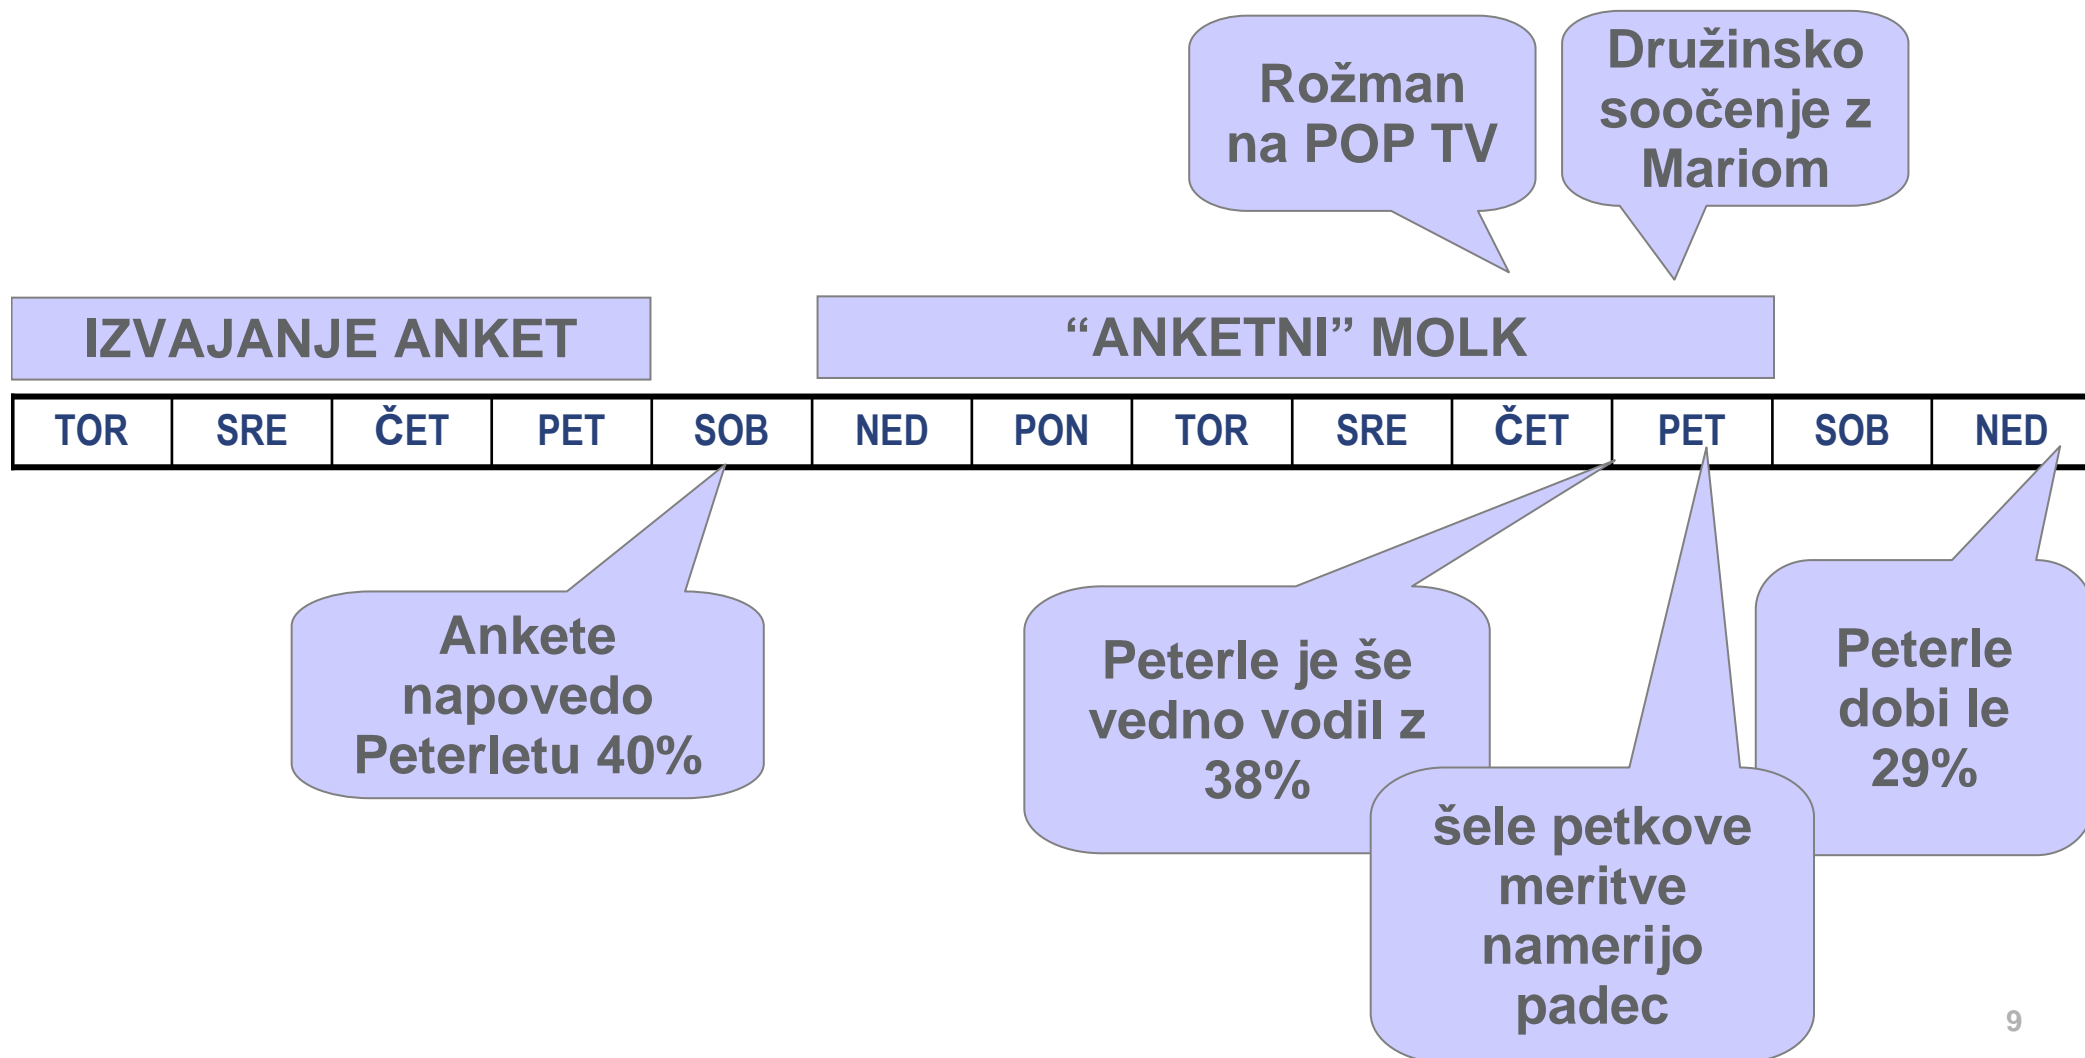 Rožman
na POP TV
Družinsko
soočenje z
Mariom
IZVAJANJE ANKET
“ANKETNI” MOLK
TOR SRE ČET PET SOB NED PON TOR SRE ČET PET SOB NED
Ankete
napovedo
Peterletu 40%
Peterle je še
vedno vodil z
38%
šele petkove
meritve
namerijo
padec
Peterle
dobi le
29%
9